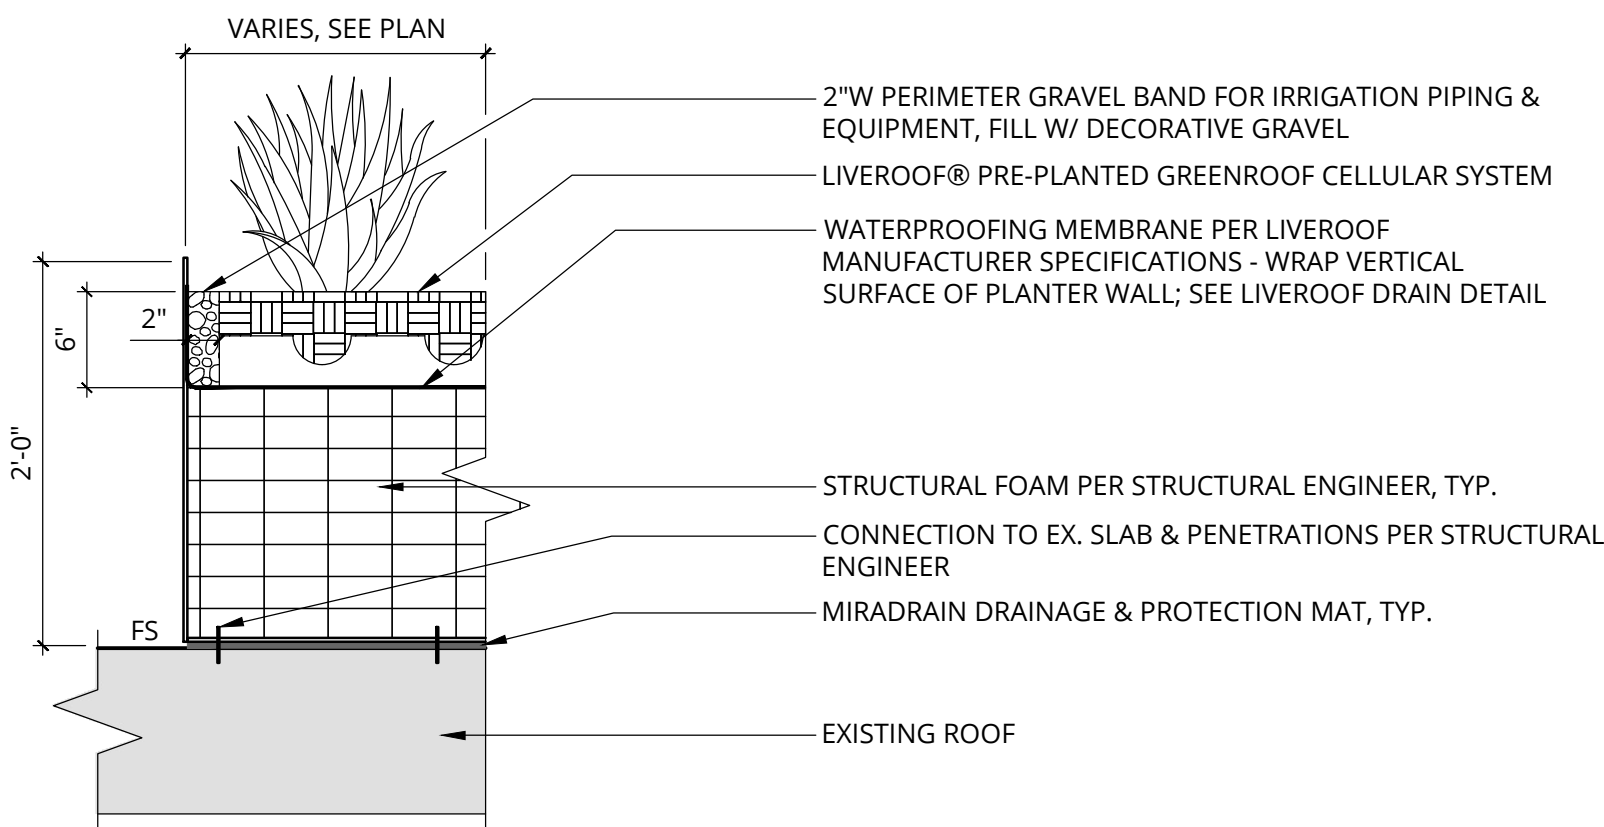 VARIES, SEE PLAN
2"W PERIMETER GRAVEL BAND FOR IRRIGATION PIPING &
EQUIPMENT, FILL W/ DECORATIVE GRAVEL
LIVEROOF® PRE-PLANTED GREENROOF CELLULAR SYSTEM
WATERPROOFING MEMBRANE PER LIVEROOF
MANUFACTURER SPECIFICATIONS - WRAP VERTICAL
SURFACE OF PLANTER WALL; SEE LIVEROOF DRAIN DETAIL
2"
6"
2'-0"
STRUCTURAL FOAM PER STRUCTURAL ENGINEER, TYP.
CONNECTION TO EX. SLAB & PENETRATIONS PER STRUCTURAL
ENGINEER
MIRADRAIN DRAINAGE & PROTECTION MAT, TYP.
FS
EXISTING ROOF